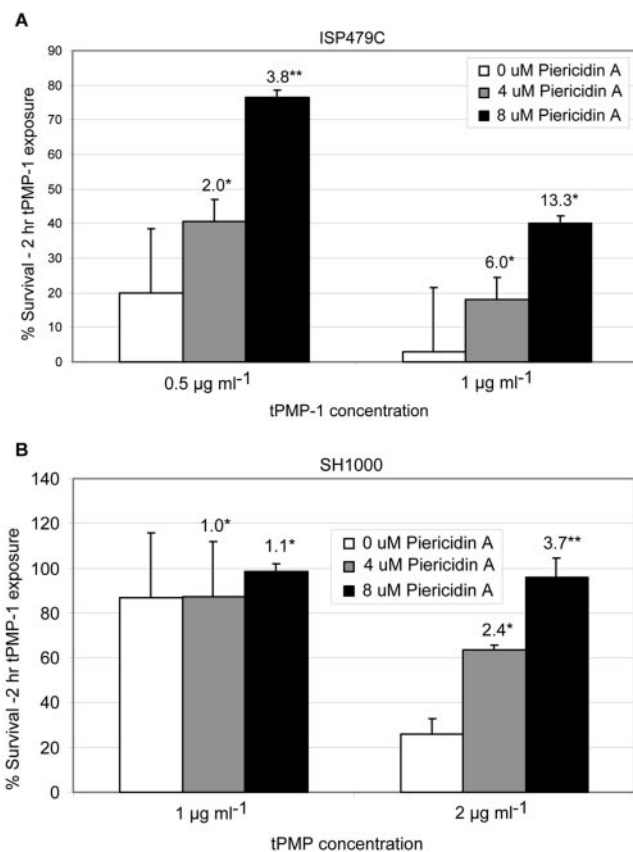 A
ISP479C
90
80
70
60
50
40
30
20
10
0
% Survival - 2 hr tPMP-1 exposure
3.8**
2.0*
13.3*
6.0*
0 uM Piericidin A
4 uM Piericidin A
8 uM Piericidin A
0.5 µg ml-1
1 µg ml-1
tPMP-1 concentration
B
SH1000
140
120
100
80
60
40
20
0
% Survival -2 hr tPMP-1 exposure
1.0*
1.1*
3.7**
2.4*
0 uM Piericidin A
4 uM Piericidin A
8 uM Piericidin A
1 µg ml-1
2 µg ml-1
tPMP concentration